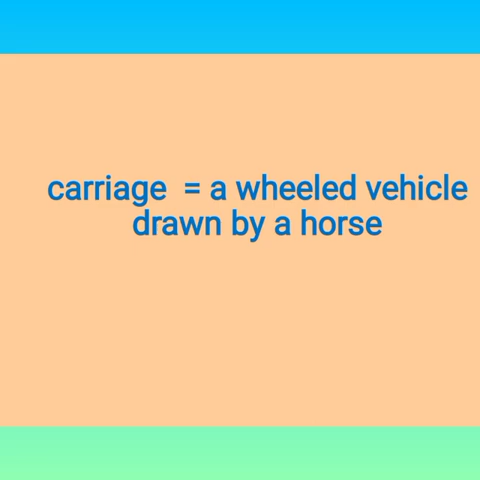 carriage  = a wheeled vehicle
drawn by a horse